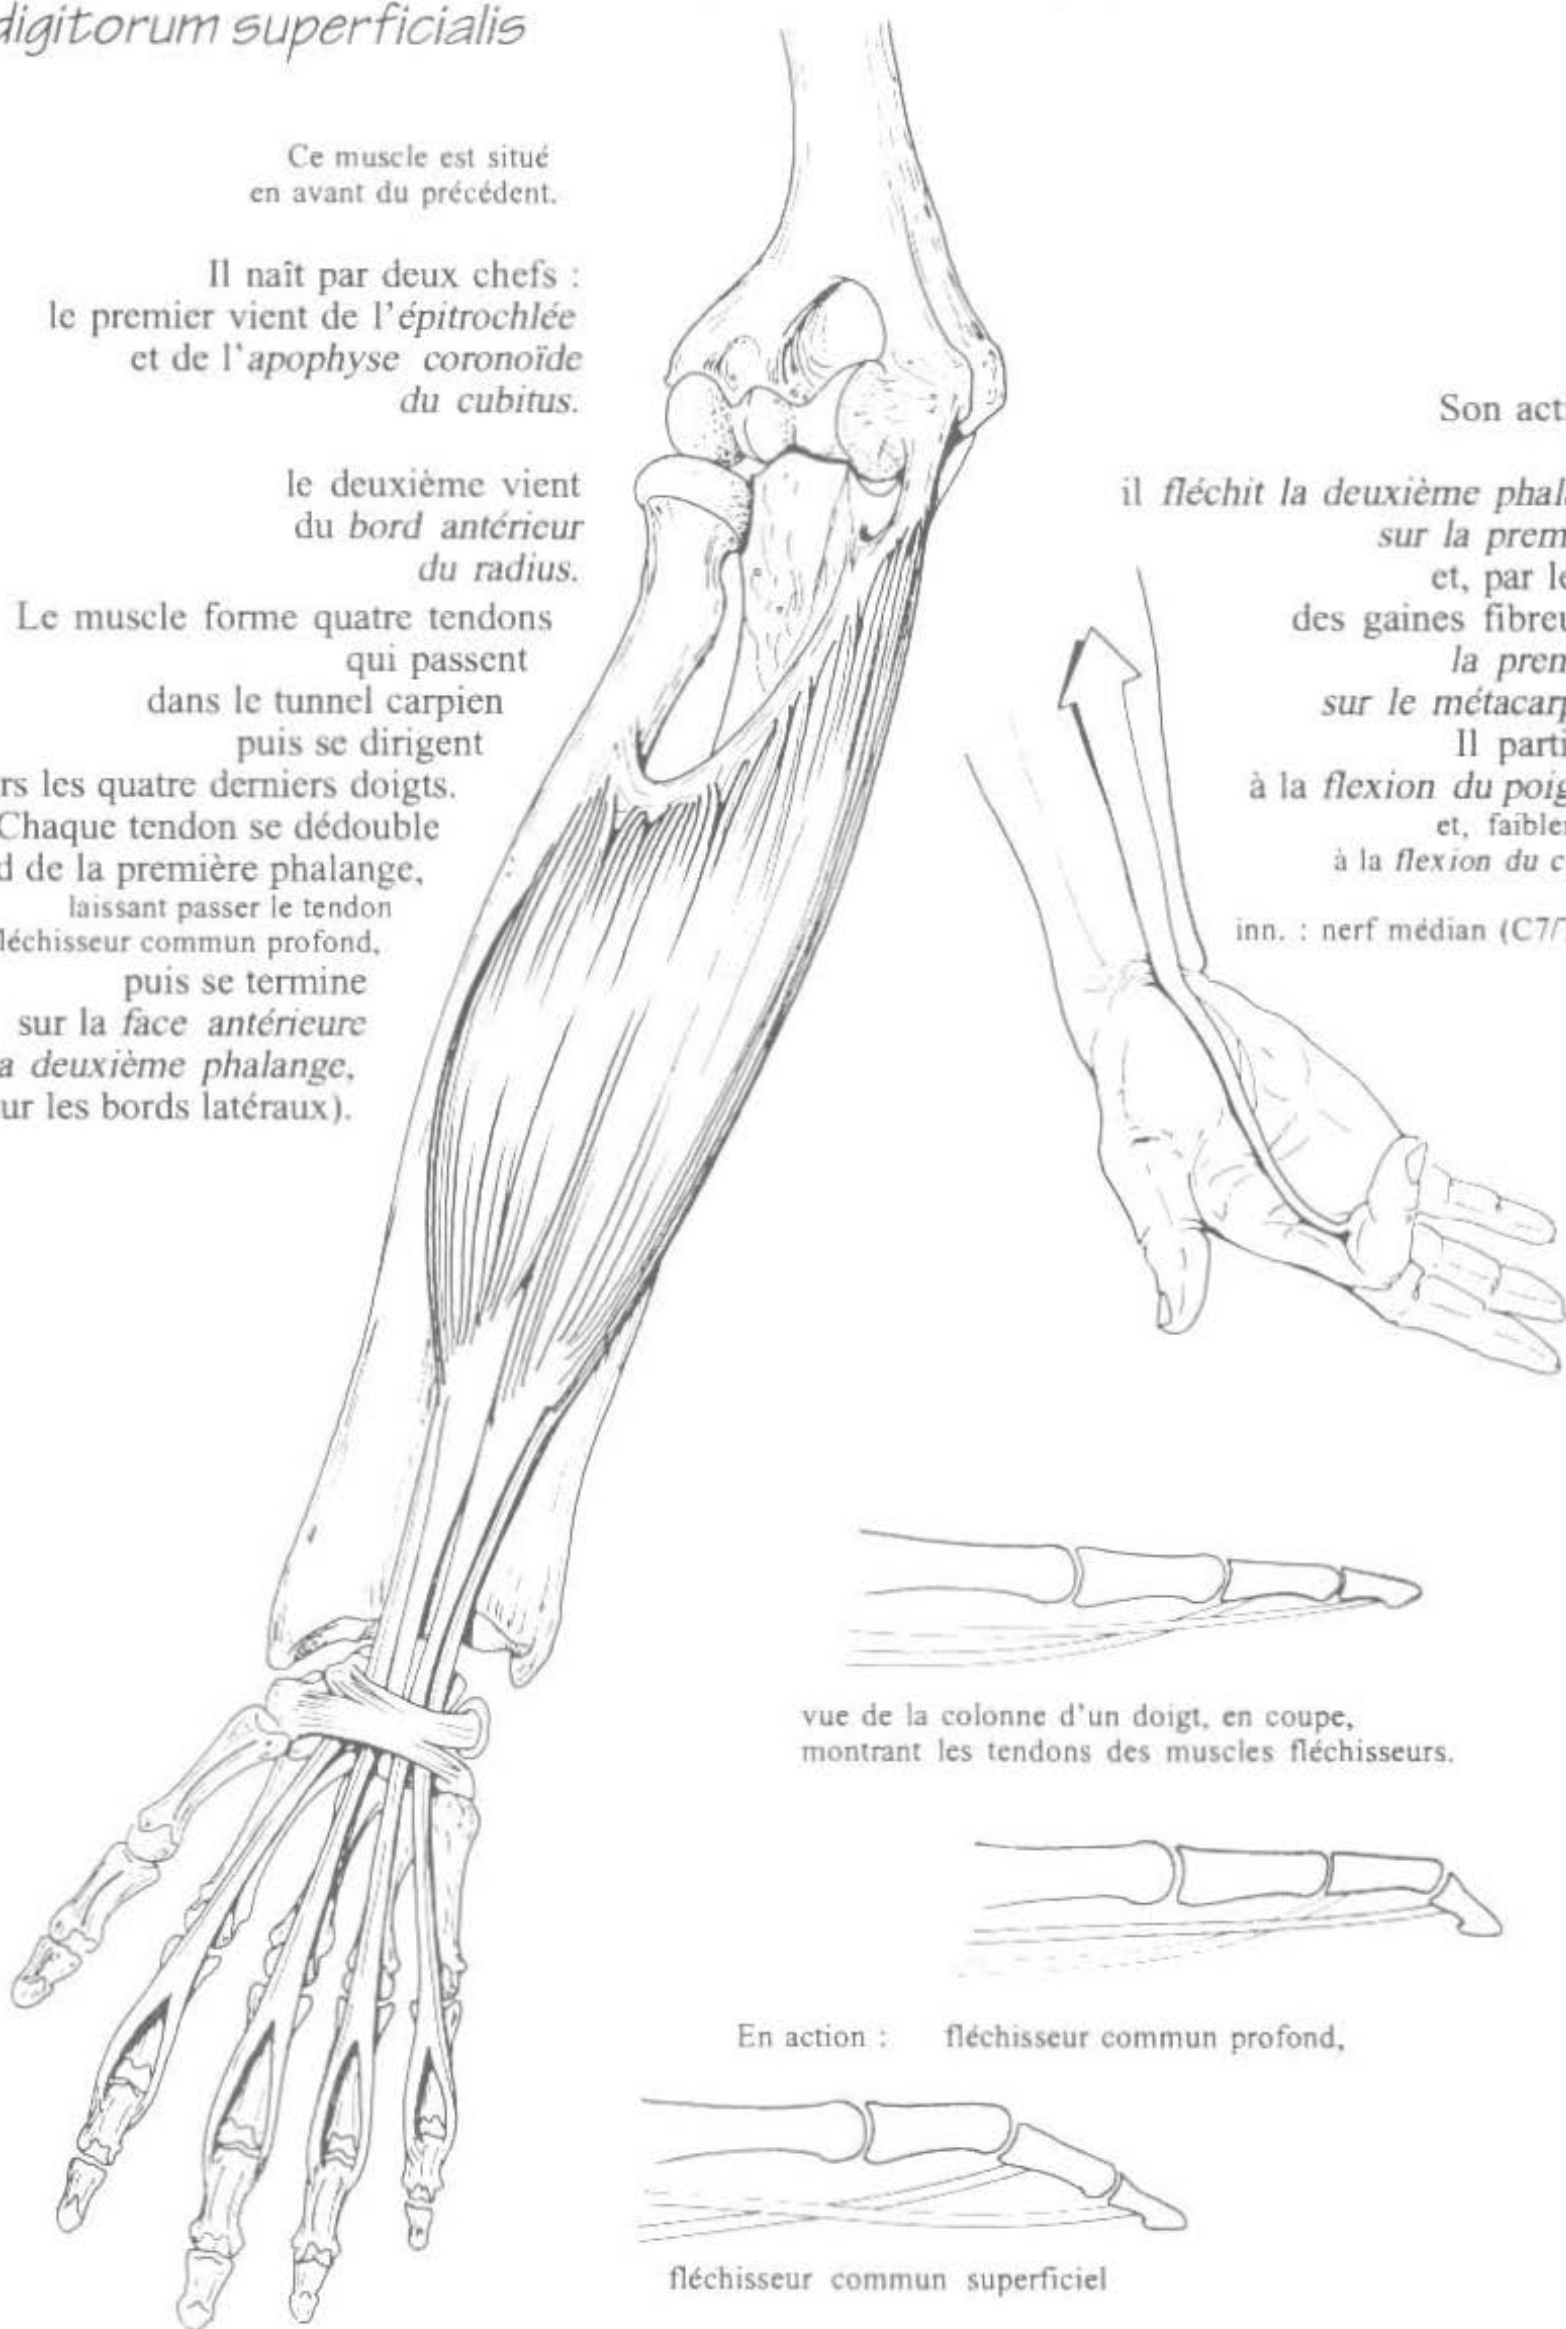 digitorum superficialis
Ce muscle est situé
en avant du précédent.
Il naît par deux chefs :
le premier vient de l'épitrochlée
et de l'apophyse coronoïde
du cubitus.
le deuxième vient
du bord antérieur
du radius.
Le muscle forme quatre tendons
qui passent
dans le tunnel carpien
puis se dirigent
rs les quatre derniers doigts.
Chaque tendon se dédouble
d de la première phalange,
laissant passer le tendon
léchisseur commun profond,
puis se termine
sur la face antérieure
a deuxième phalange,
ur les bords latéraux).
Son act
il fléchit la deuxième phal
sur la prem
et, par le
des gaines fibreu
la prem
sur le métacar
Il parti
à la flexion du poig
et, faible
à la flexion du c
inn. : nerf médian (C7/
vue de la colonne d'un doigt, en coupe,
montrant les tendons des muscles fléchisseurs.
En action : fléchisseur commun profond,
fléchisseur commun superficiel